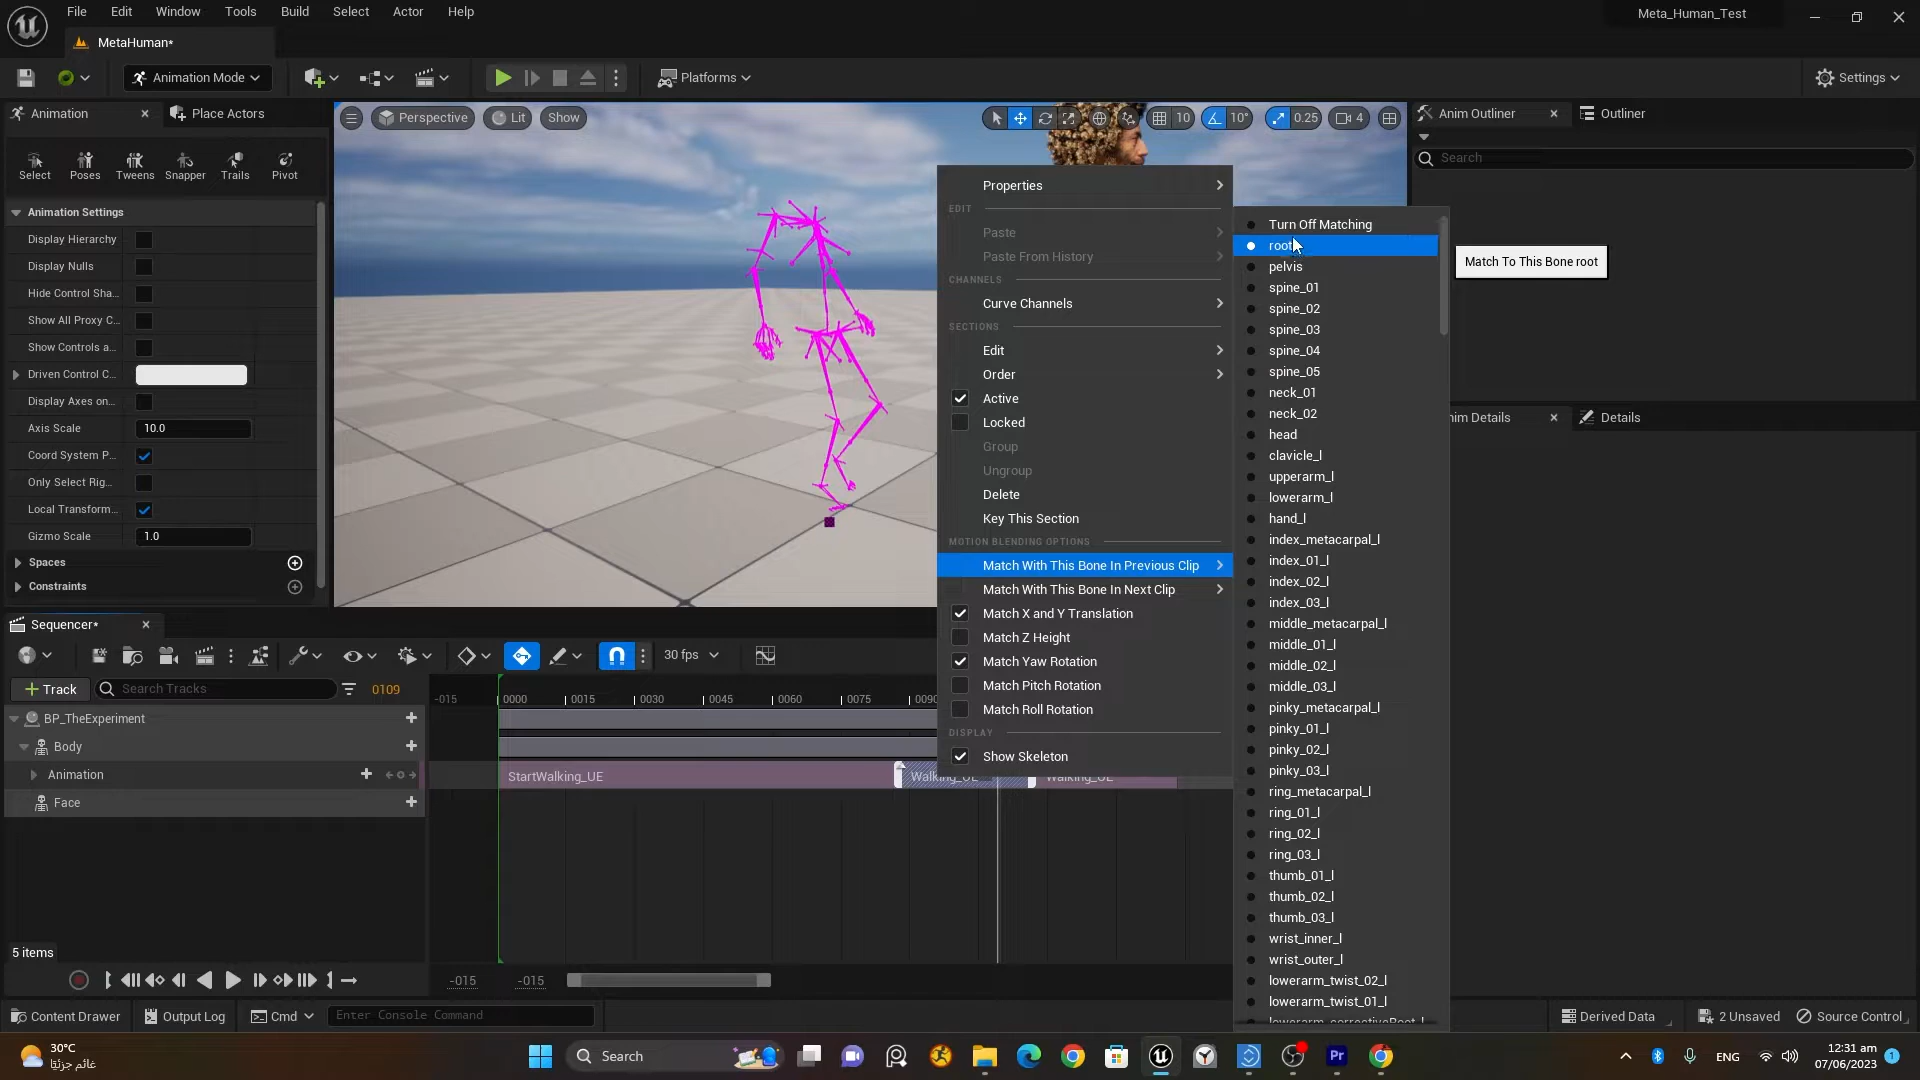 File Edit Window Tools Build Select Actor Help
Meta_Human_Test
MetaHuman*
Animation Mode
Platforms
Settings
Animation
Place Actors
Select Poses Tweens Snapper Trails Pivot
Animation Settings
Display Hierarchy
Display Nulls
Hide Control Sha...
Show All Proxy C...
Show Controls a...
Driven Control C...
Display Axes on...
Axis Scale 10.0
Coord System P...
Only Select Rig...
Local Transform...
Gizmo Scale 1.0
Spaces
Constraints
Perspective Lit Show
10 10° 0.25 4
Anim Outliner
Outliner
Search
Details
Properties
EDIT
Paste
Paste From History
CHANNELS
Curve Channels
SECTIONS
Edit
Order
Active
Locked
Group
Ungroup
Delete
Key This Section
MOTION BLENDING OPTIONS
Match With This Bone In Previous Clip
Match With This Bone In Next Clip
Match X and Y Translation
Match Z Height
Match Yaw Rotation
Match Pitch Rotation
Match Roll Rotation
DISPLAY
Show Skeleton
Turn Off Matching
root
pelvis
spine_01
spine_02
spine_03
spine_04
spine_05
neck_01
neck_02
head
clavicle_l
upperarm_l
lowerarm_l
hand_l
index_metacarpal_l
index_01_l
index_02_l
index_03_l
middle_metacarpal_l
middle_01_l
middle_02_l
middle_03_l
pinky_metacarpal_l
pinky_01_l
pinky_02_l
pinky_03_l
ring_metacarpal_l
ring_01_l
ring_02_l
ring_03_l
thumb_01_l
thumb_02_l
thumb_03_l
wrist_inner_l
wrist_outer_l
lowerarm_twist_02_l
lowerarm_twist_01_l
lowerarm_correctiveRoot_l
Match To This Bone root
Sequencer*
30 fps
Track
Search Tracks
0109
-015 0000 0015 0030 0045 0060 0075 0090
BP_TheExperiment
Body
Animation
Face
StartWalking_UE
Walking_UE
Walking_UE
5 items
-015 -015
Content Drawer
Output Log
Cmd
Enter Console Command
Derived Data
2 Unsaved
Source Control
30°C
غائم جزئيًا
Search
Pr
ENG
12:31 am
07/06/2023
1